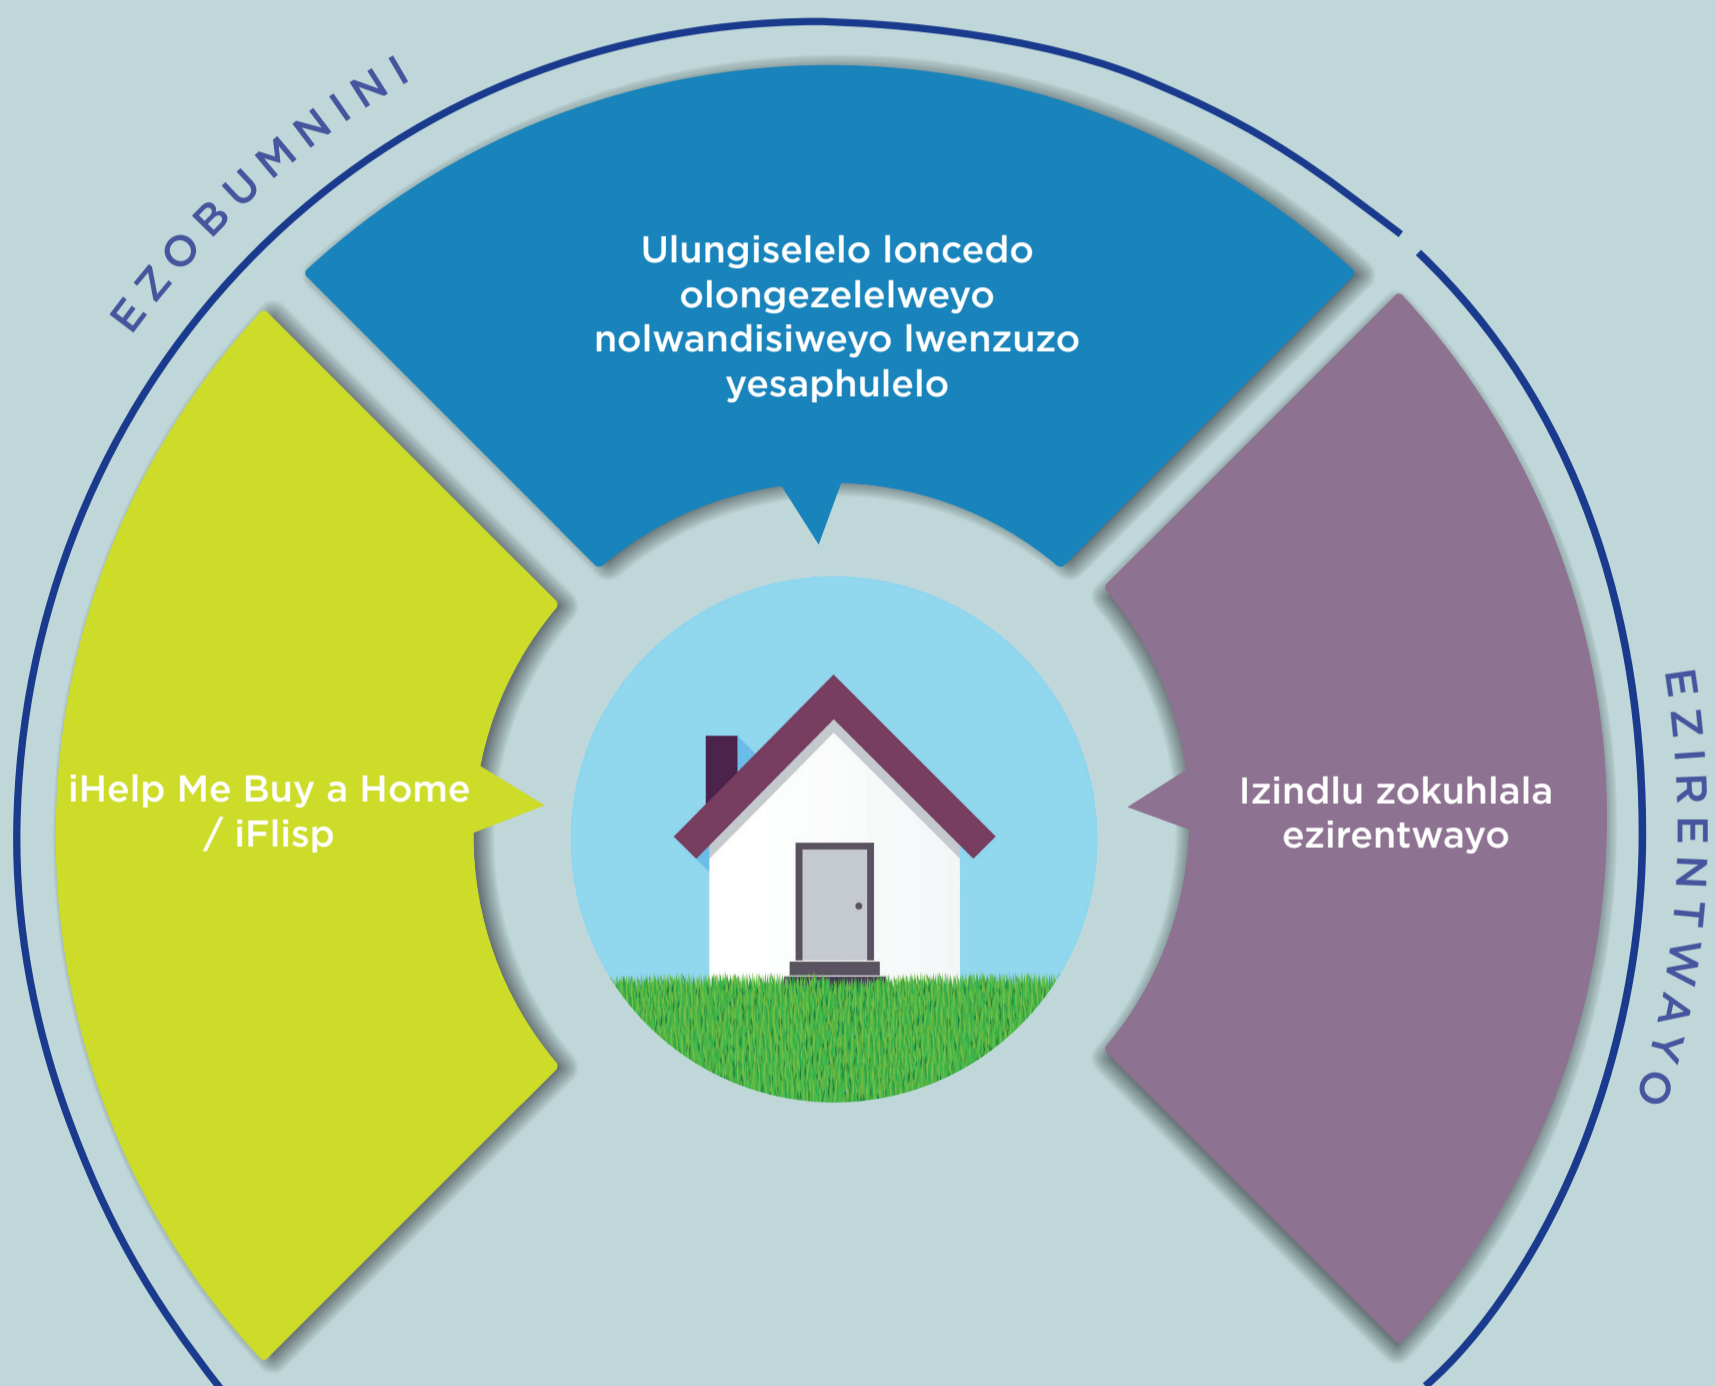 EZOBUMNINI
Ulungiselelo loncedo
olongezelelweyo
nolwandisiweyo lwenzuzo
yesaphulelo
iHelp Me Buy a Home
/ iFlisp
Izindlu zokuhlala
ezirentwayo
EZIRENTWAYO